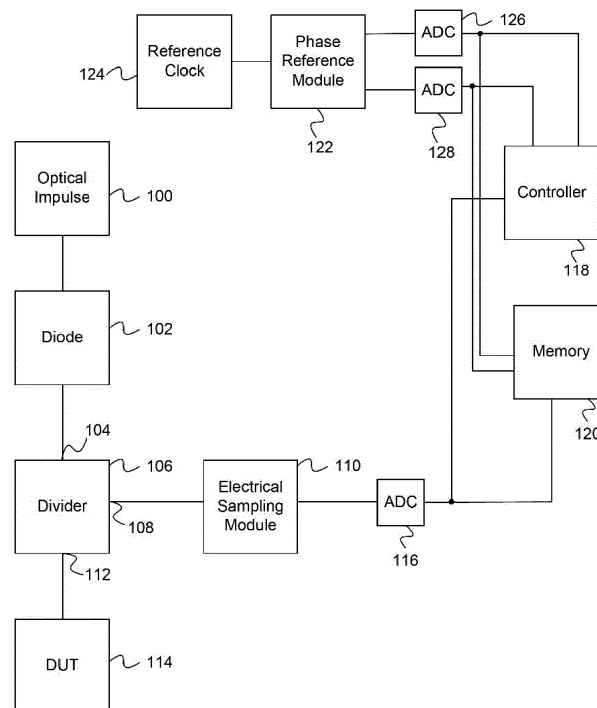 ADC
126
Reference
Clock
124
Phase
Reference
Module
122
ADC
128
Optical
Impulse
100
Controller
118
Diode
102
Memory
120
104
Divider
106
108
112
Electrical
Sampling
Module
110
ADC
116
DUT
114